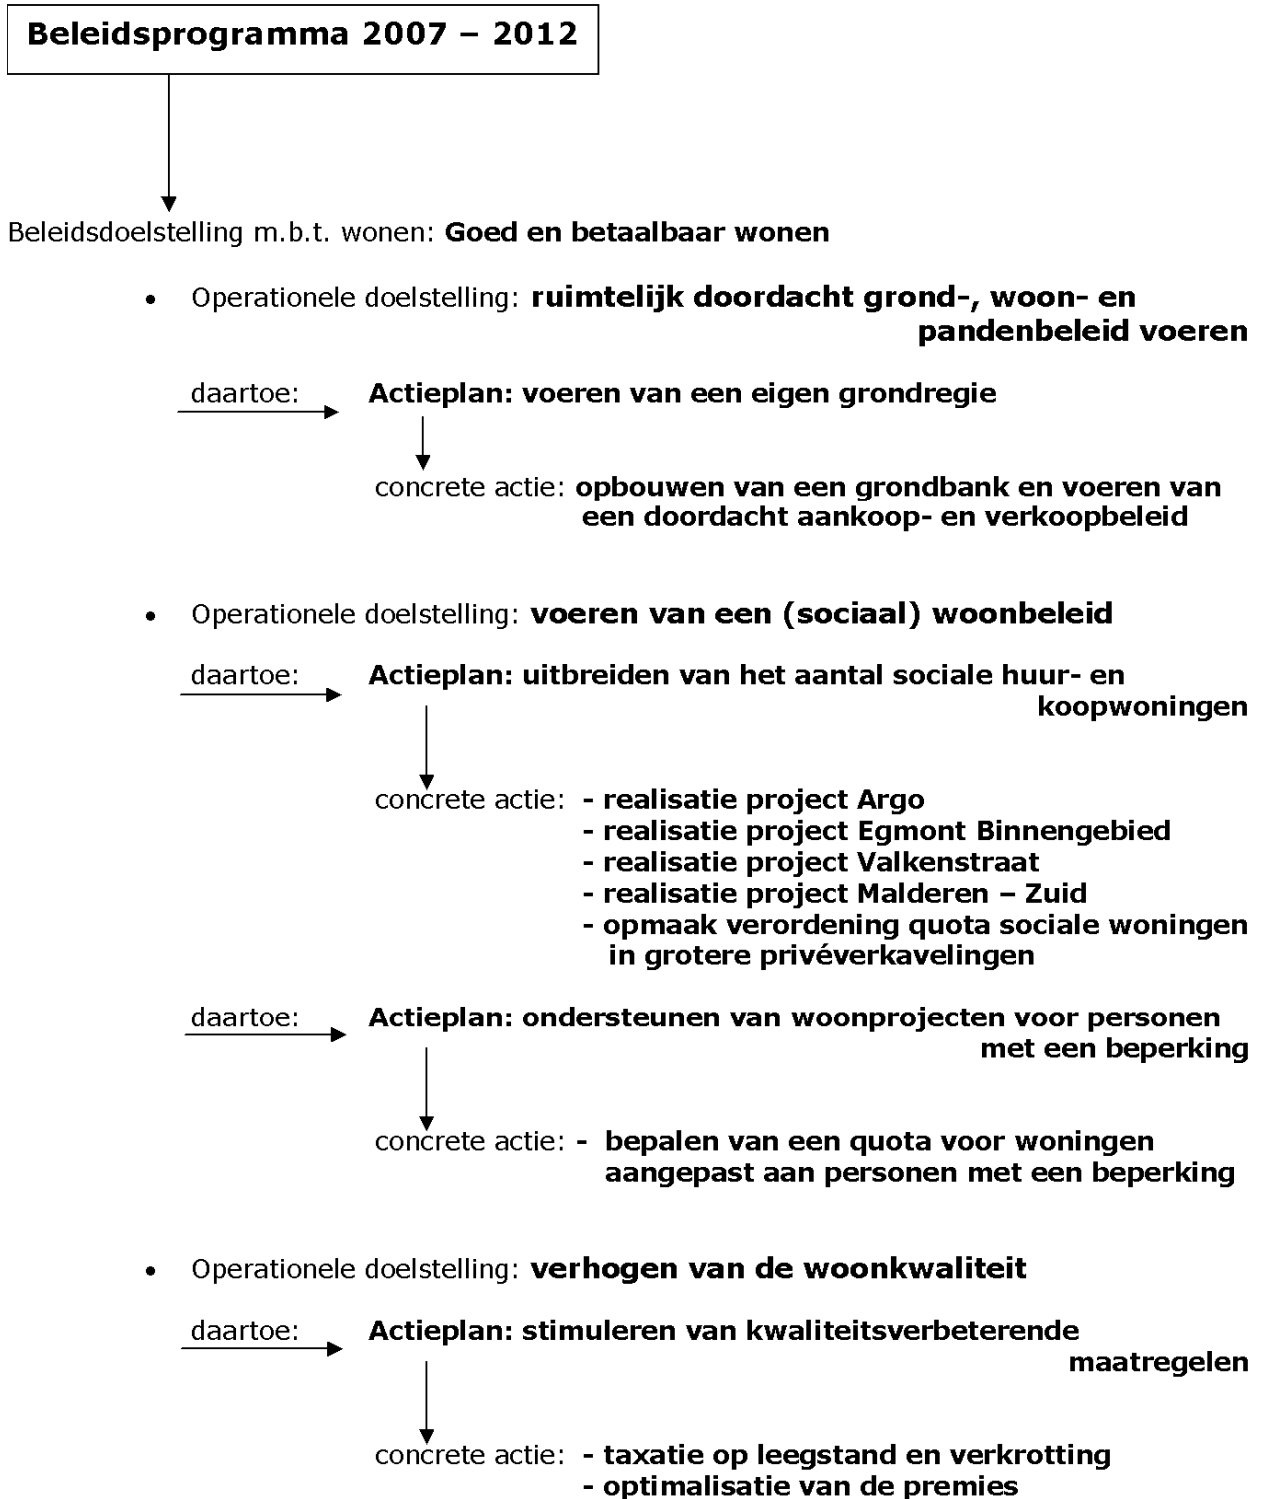 Beleidsprogramma 2007 – 2012
Beleidsdoelstelling m.b.t. wonen: Goed en betaalbaar wonen
• Operationele doelstelling: ruimtelijk doordacht grond-, woon- en
pandenbeleid voeren
daartoe: Actieplan: voeren van een eigen grondregie
concrete actie: opbouwen van een grondbank en voeren van
een doordacht aankoop- en verkoopbeleid
• Operationele doelstelling: voeren van een (sociaal) woonbeleid
daartoe: Actieplan: uitbreiden van het aantal sociale huur- en
koopwoningen
concrete actie: - realisatie project Argo
- realisatie project Egmont Binnengebied
- realisatie project Valkenstraat
- realisatie project Malderen – Zuid
- opmaak verordening quota sociale woningen
in grotere privéverkavelingen
daartoe: Actieplan: ondersteunen van woonprojecten voor personen
met een beperking
concrete actie: - bepalen van een quota voor woningen
aangepast aan personen met een beperking
• Operationele doelstelling: verhogen van de woonkwaliteit
daartoe: Actieplan: stimuleren van kwaliteitsverbeterende
maatregelen
concrete actie: - taxatie op leegstand en verkrotting
- optimalisatie van de premies